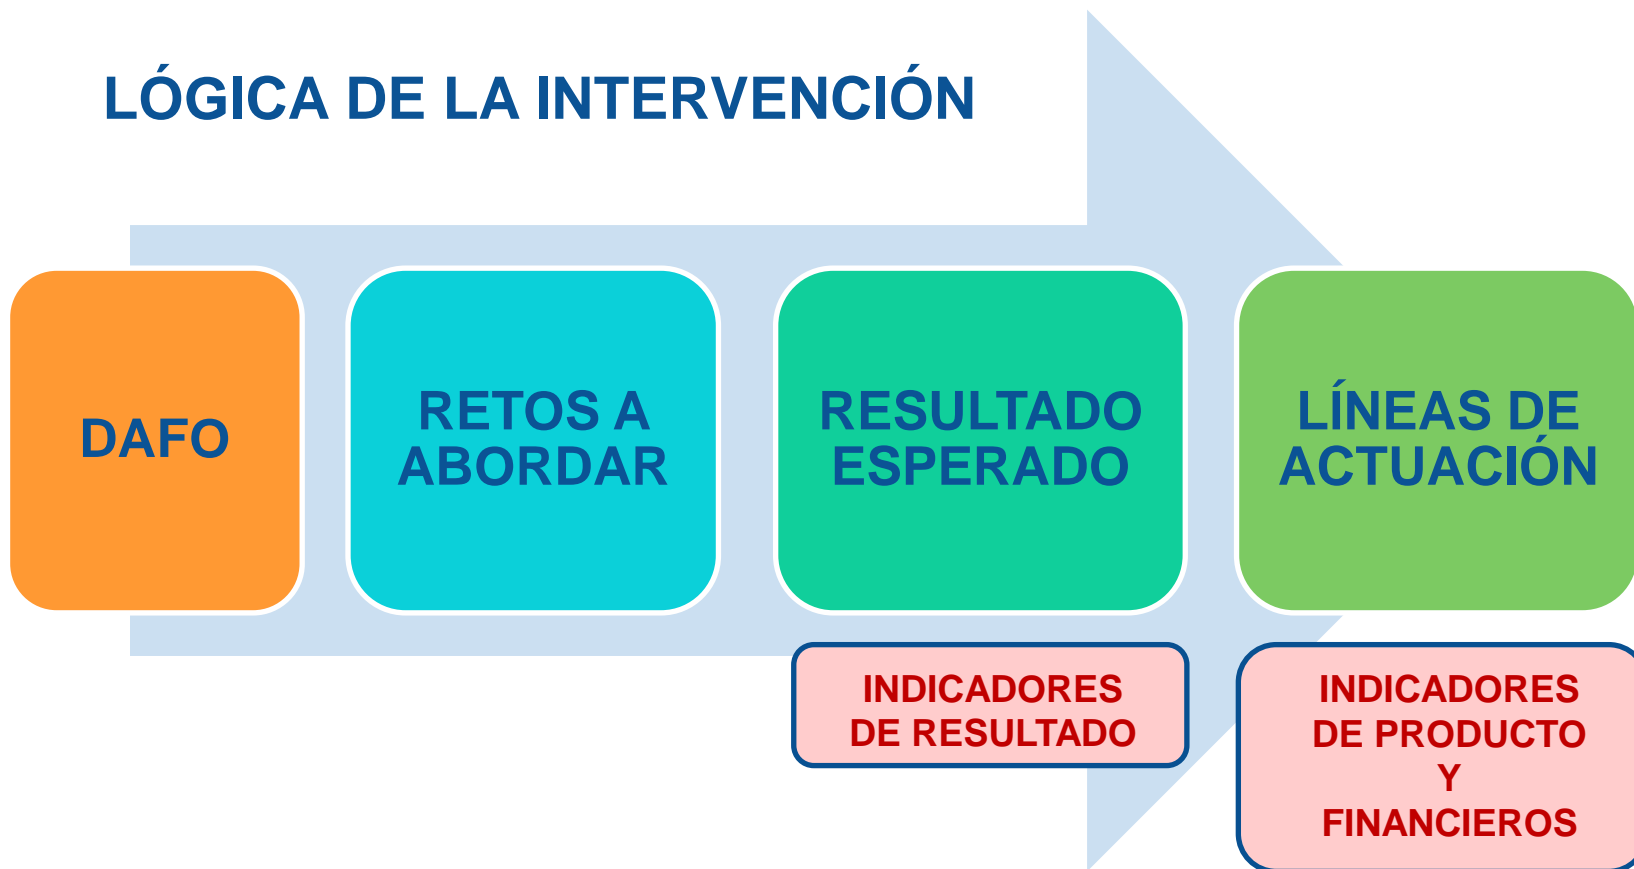 LÓGICA DE LA INTERVENCIÓN
DAFO
RETOS A
ABORDAR
RESULTADO
ESPERADO
LÍNEAS DE
ACTUACIÓN
INDICADORES
DE RESULTADO
INDICADORES
DE PRODUCTO
Y
FINANCIEROS